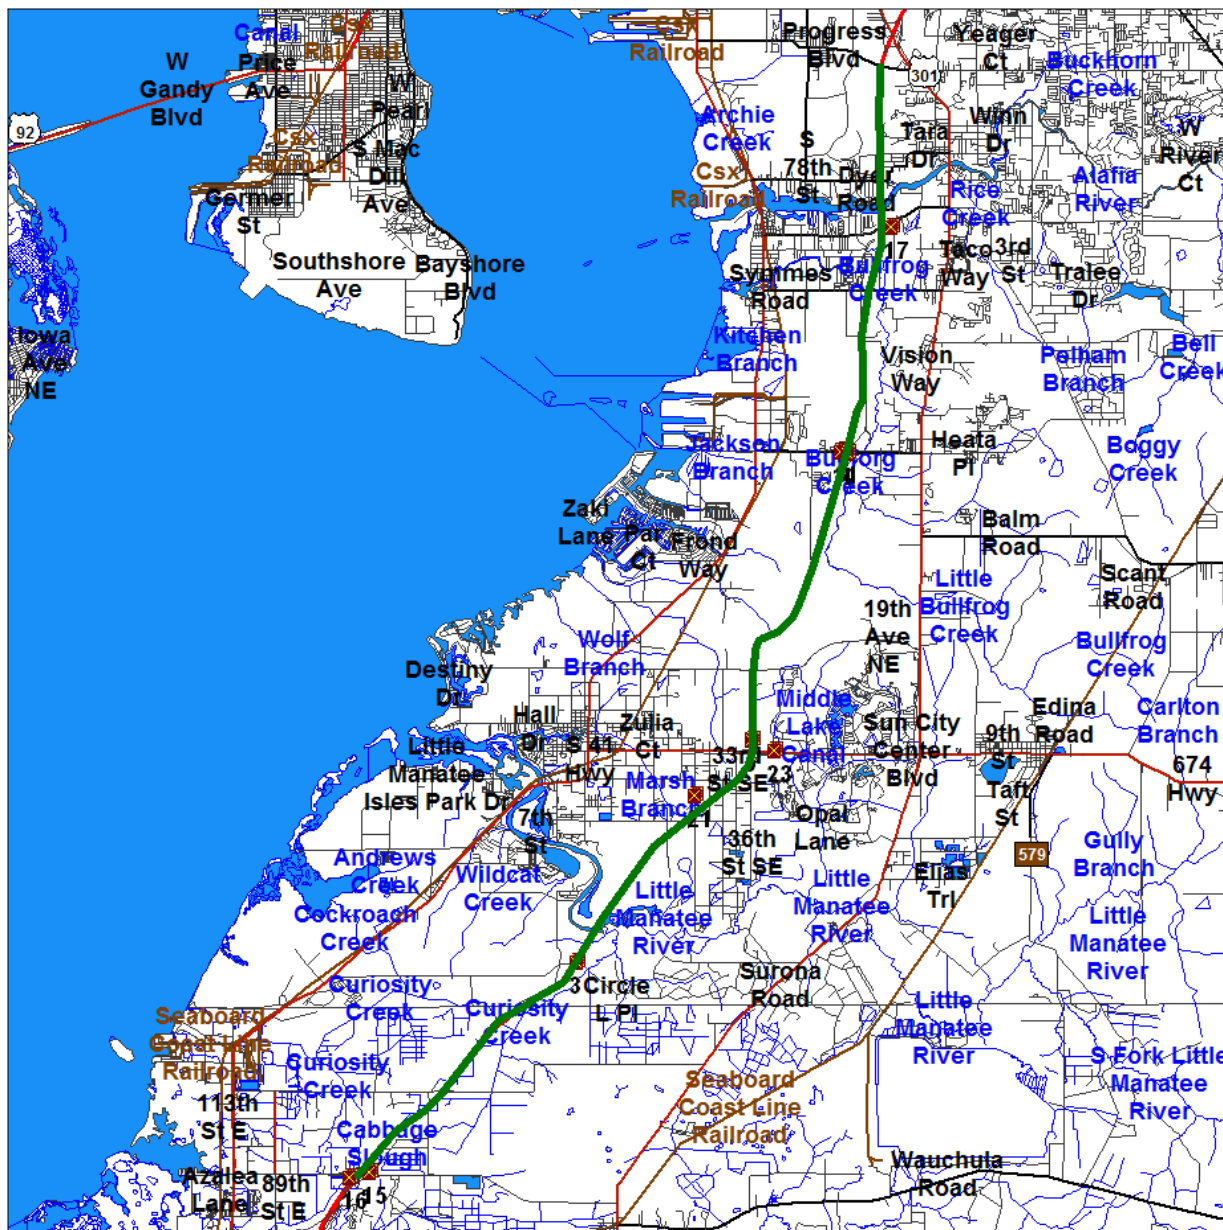 Canal
Csx
Railroad
Csx
Railroad
Progress
Blvd
Yeager
Ct
Buckhorn
Creek
W
Gandy
Blvd
Price
Ave
W
Pearl
301
92
Archie
Creek
S
78th
St
Tara
Dr
Winn
Dr
W
River
Ct
Csx
Railroad
S Mac
Dill
Ave
Csx
Railroad
Dyer
Road
Rice
Creek
Alafia
River
Germer
St
17
Southshore
Ave
Bayshore
Blvd
Symmes
Road
Bullfrog
Creek
Taco
Way
3rd
St
Tralee
Dr
Iowa
Ave
NE
Kitchen
Branch
Vision
Way
Pelham
Branch
Bell
Creek
Jackson
Branch
Bullfrog
Creek
Heata
Pl
Boggy
Creek
Zaki
Lane
Par
Ct
Frond
Way
Balm
Road
Scant
Road
Little
Bullfrog
Creek
19th
Ave
NE
Bullfrog
Creek
Wolf
Branch
Destiny
Dr
Middle
Lake
Canal
Edina
Road
Carlton
Branch
Hall
Dr
S 41
Hwy
Zulia
Ct
Sun City
Center
Blvd
9th
St
Little
Manatee
33rd
St SE
23
674
Hwy
Isles Park Dr
Marsh
Branch
21
Taft
St
7th
St
Opal
Lane
36th
St SE
579
Gully
Branch
Andrews
Creek
Wildcat
Creek
Elias
Trl
Little
Manatee
River
Little
Manatee
River
Cockroach
Creek
Little
Manatee
River
3
Circle
L Pl
Surona
Road
Curiosity
Creek
Curiosity
Creek
Little
Manatee
River
Seaboard
Coast Line
Railroad
Curiosity
Creek
S Fork Little
Manatee
River
Seaboard
Coast Line
Railroad
113th
St E
Cabbage
Slough
Azalea
Lane
89th
St E
16
15
Wauchula
Road